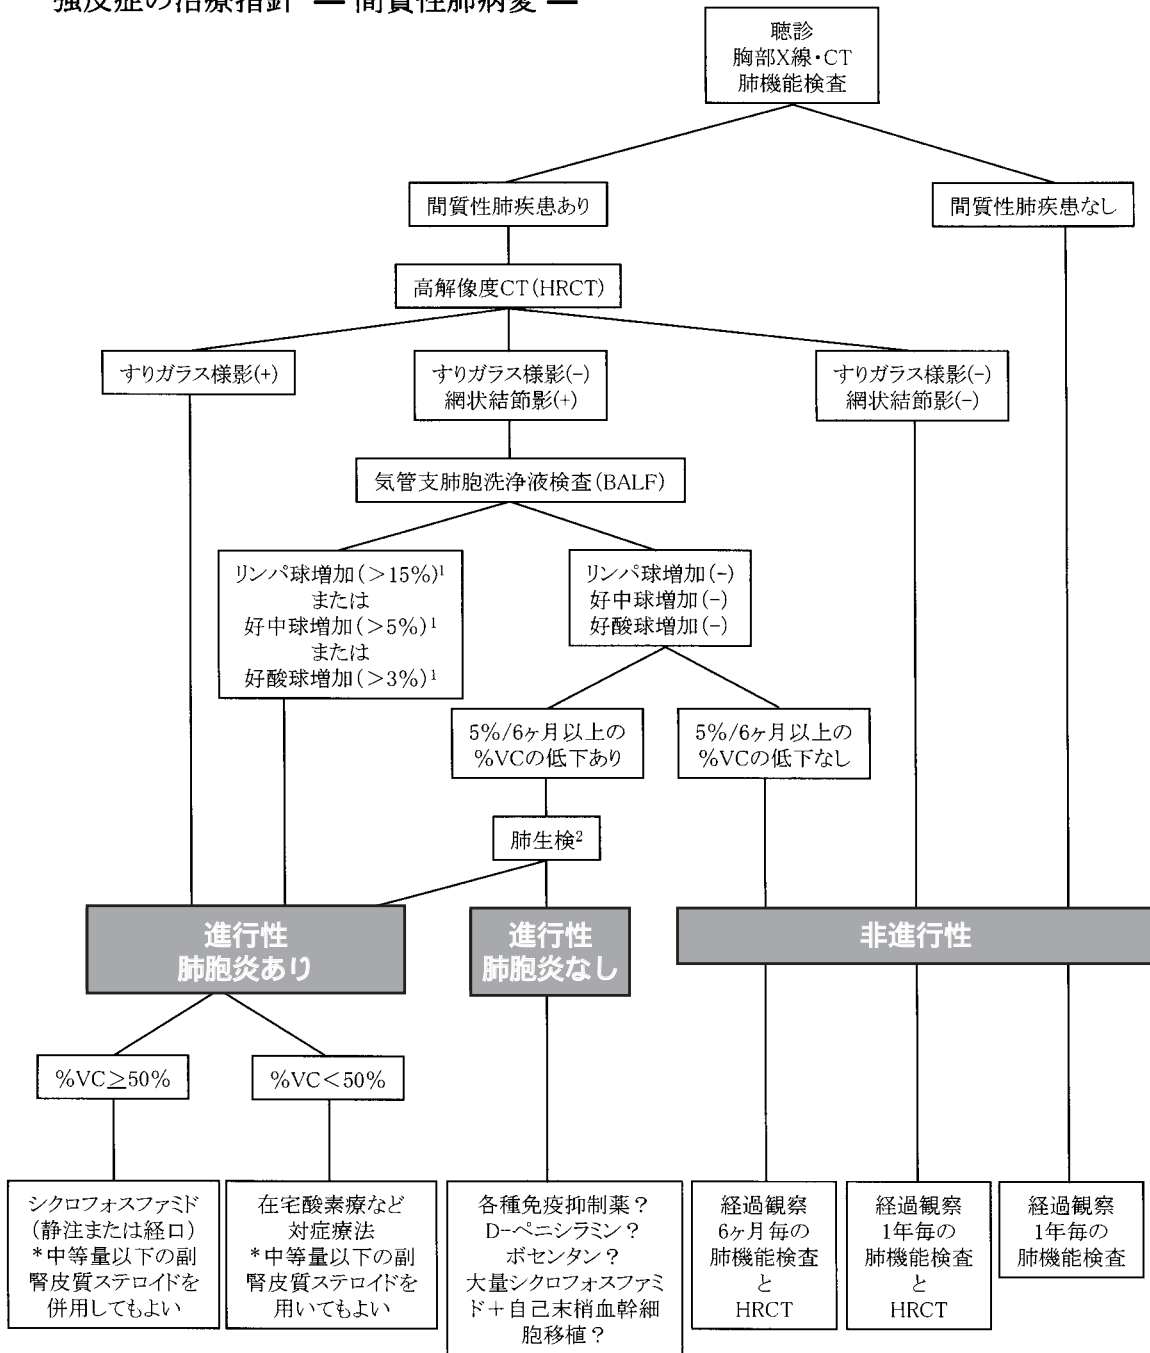 強皮症の治療指針 ― 間質性肺病変 ―
聴診
胸部X線・CT
肺機能検査
間質性肺疾患あり
間質性肺疾患なし
高解像度CT(HRCT)
すりガラス様影(+)
すりガラス様影(-)
網状結節影(+)
すりガラス様影(-)
網状結節影(-)
気管支肺胞洗浄液検査(BALF)
リンパ球増加(>15%)¹
または
好中球増加(>5%)¹
または
好酸球増加(>3%)¹
リンパ球増加(-)
好中球増加(-)
好酸球増加(-)
5%/6ヶ月以上の
%VCの低下あり
5%/6ヶ月以上の
%VCの低下なし
肺生検²
進行性
肺胞炎あり
進行性
肺胞炎なし
非進行性
%VC≥50%
%VC<50%
シクロフォスファミド
(静注または経口)
*中等量以下の副
腎皮質ステロイドを
併用してもよい
在宅酸素療など
対症療法
*中等量以下の副
腎皮質ステロイドを
用いてもよい
各種免疫抑制薬?
D-ペニシラミン?
ボセンタン?
大量シクロフォスファミ
ド+自己末梢血幹細
胞移植?
経過観察
6ヶ月毎の
肺機能検査
と
HRCT
経過観察
1年毎の
肺機能検査
と
HRCT
経過観察
1年毎の
肺機能検査